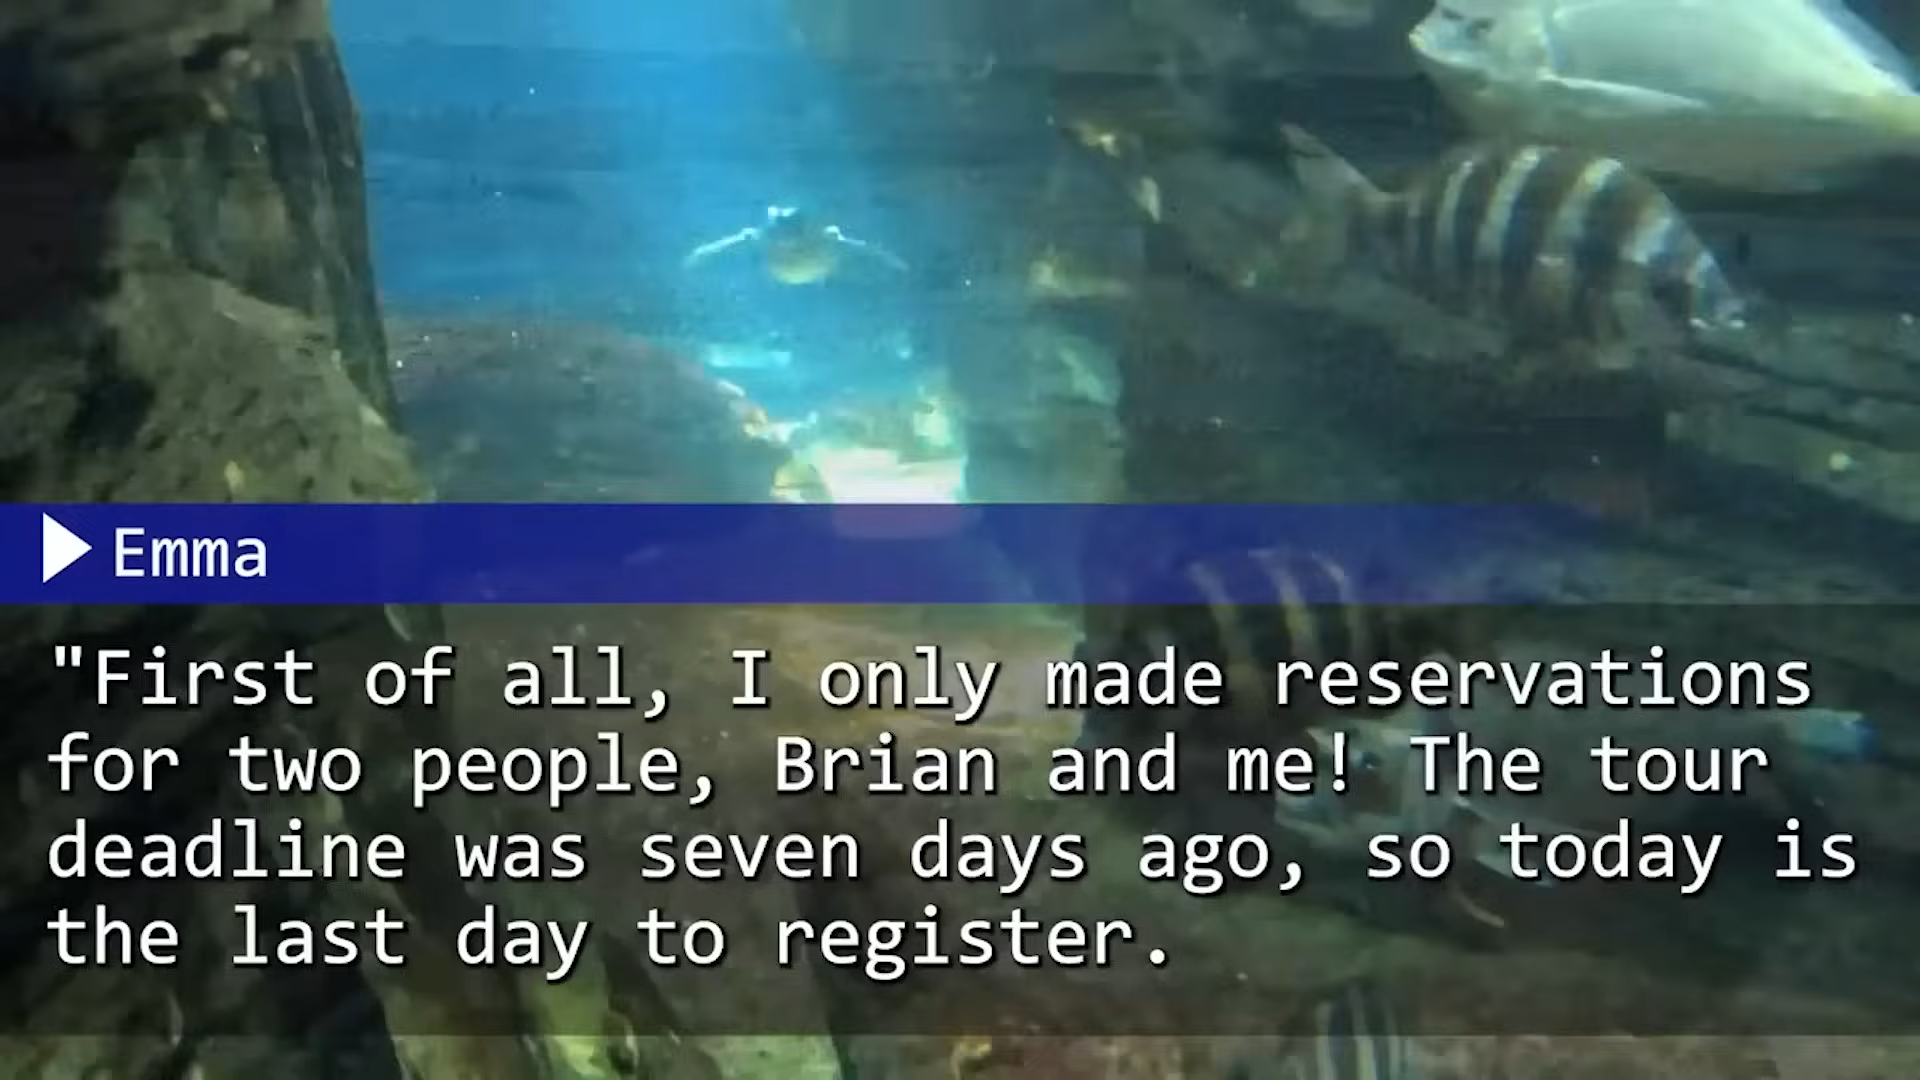 Emma
"First of all, I only made reservations
for two people, Brian and me! The tour
deadline was seven days ago, so today is
the last day to register.